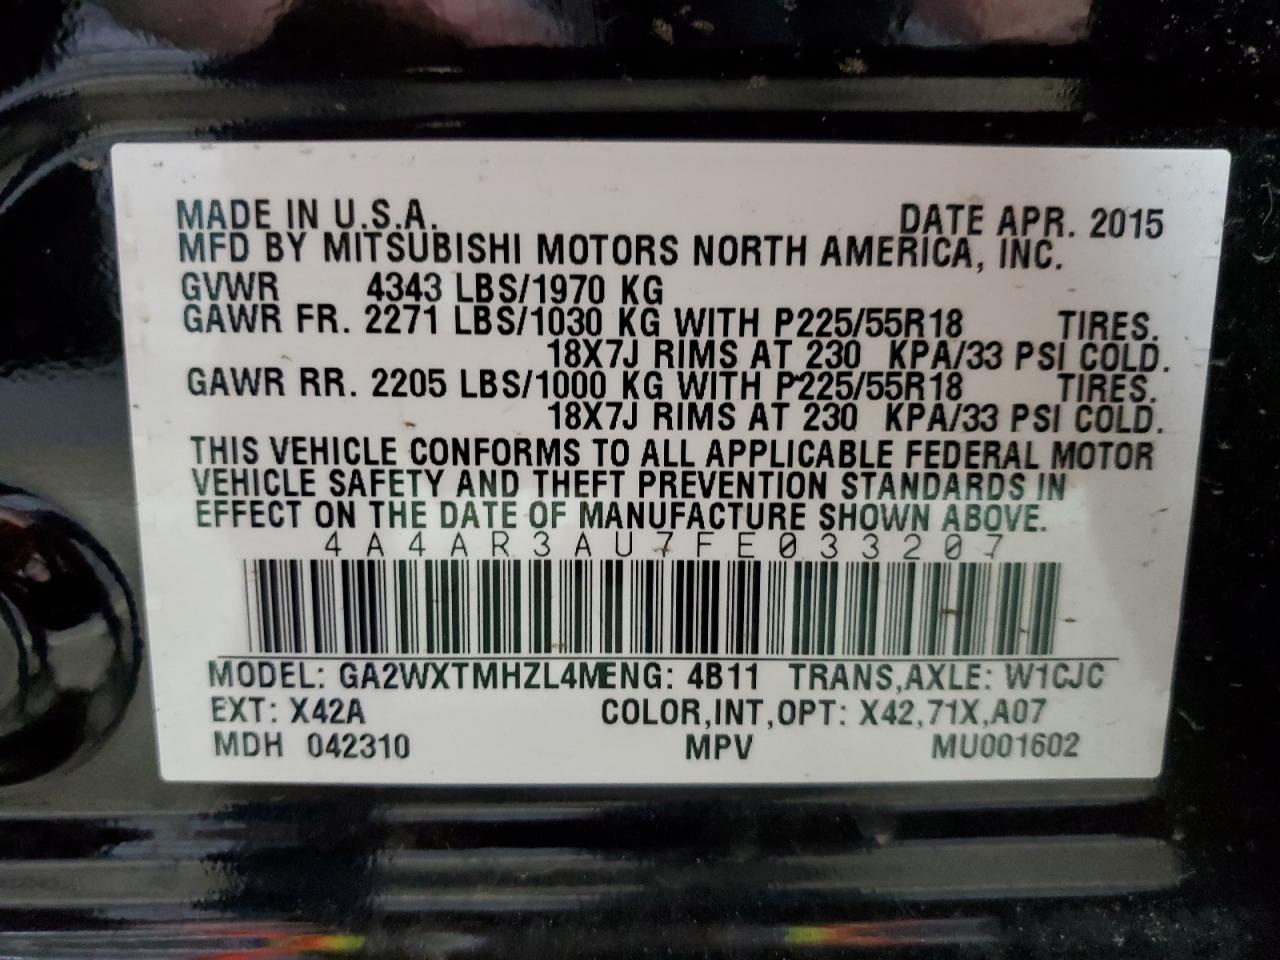 MADE IN U.S.A. DATE APR. 2015
MFD BY MITSUBISHI MOTORS NORTH AMERICA, INC.
GVWR 4343 LBS/1970 KG
GAWR FR. 2271 LBS/1030 KG WITH P225/55R18 TIRES.
18X7J RIMS AT 230 KPA/33 PSI COLD.
GAWR RR. 2205 LBS/1000 KG WITH P225/55R18 TIRES.
18X7J RIMS AT 230 KPA/33 PSI COLD.
THIS VEHICLE CONFORMS TO ALL APPLICABLE FEDERAL MOTOR
VEHICLE SAFETY AND THEFT PREVENTION STANDARDS IN
EFFECT ON THE DATE OF MANUFACTURE SHOWN ABOVE.
4A4AR3AU7FE033207
MODEL: GA2WXTMHZL4M ENG: 4B11 TRANS,AXLE: W1CJC
EXT: X42A COLOR,INT,OPT: X42,71X,A07
MDH 042310 MPV MU001602